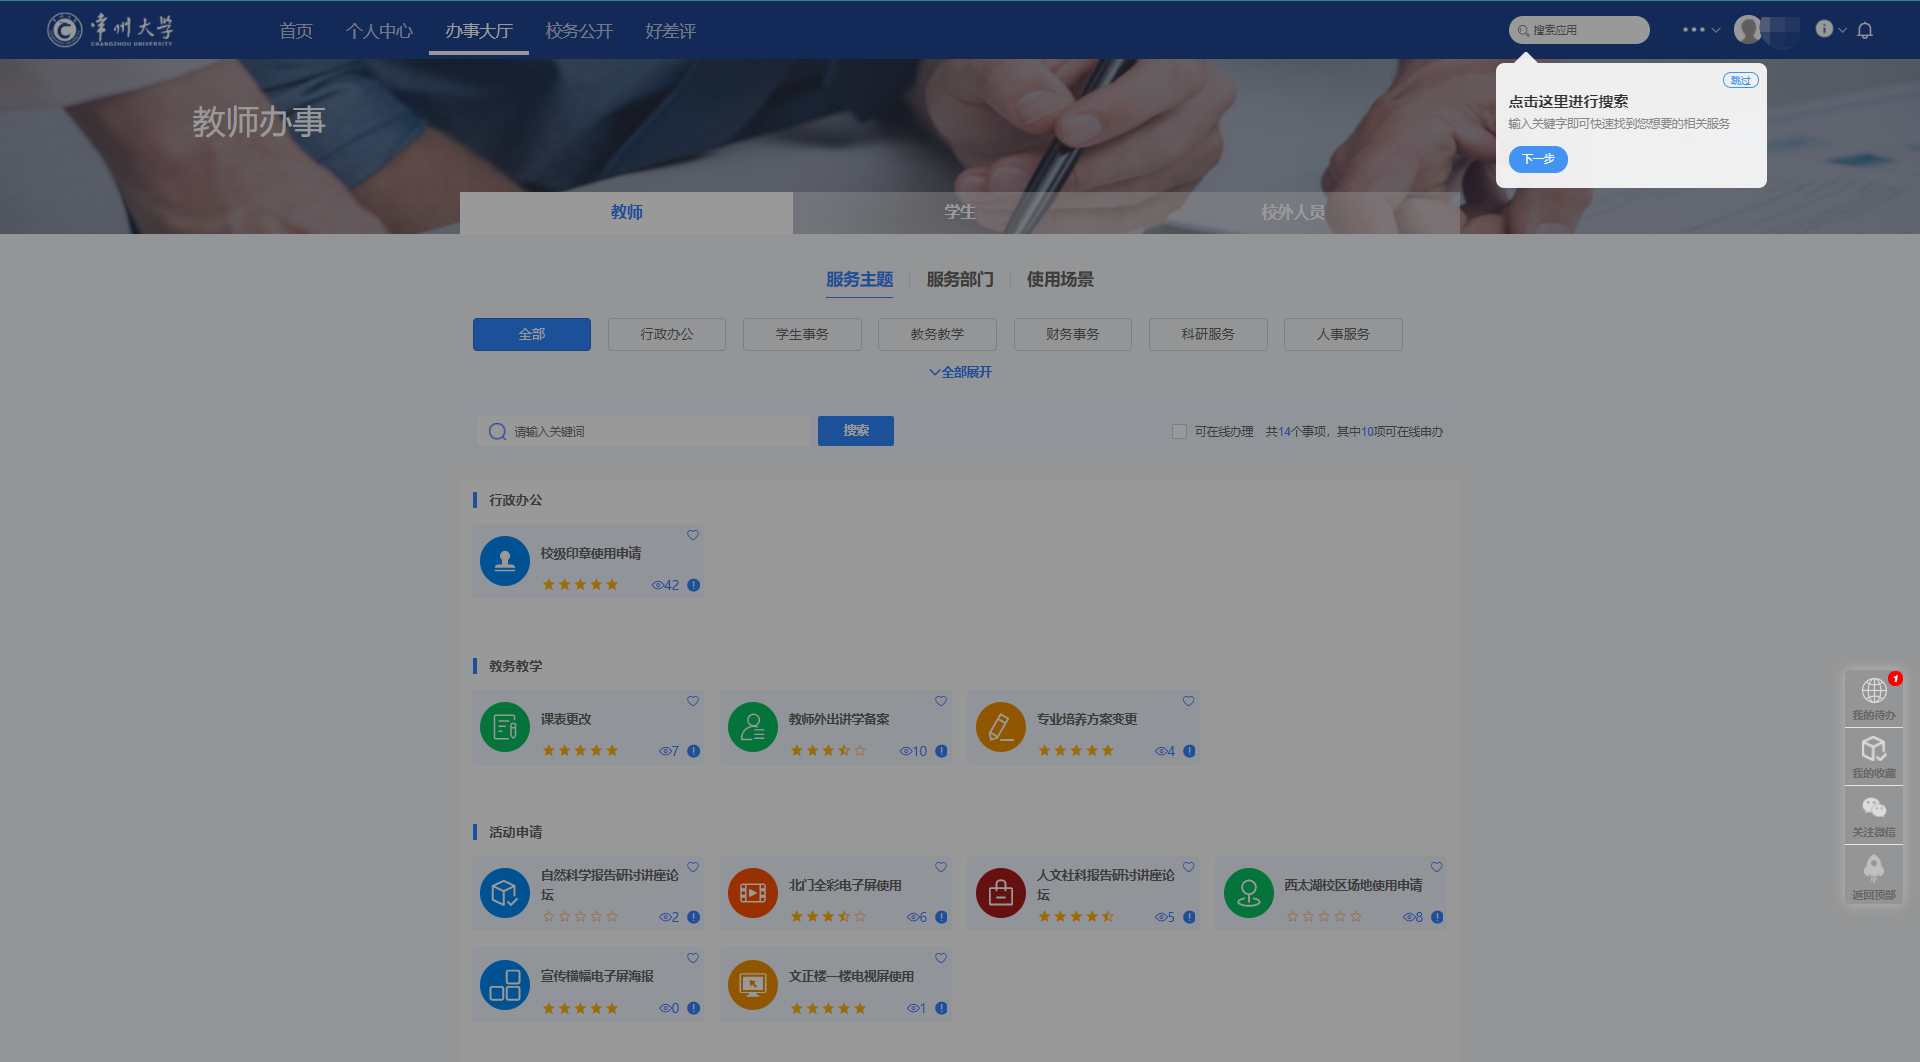 常州大学
CHANGZHOU UNIVERSITY
首页
个人中心
办事大厅
校务公开
好差评
搜索应用
跳过
点击这里进行搜索
输入关键字即可快速找到您想要的相关服务
下一步
教师办事
教师
学生
校外人员
服务主题
服务部门
使用场景
全部
行政办公
学生事务
教务教学
财务事务
科研服务
人事服务
全部展开
请输入关键词
搜索
可在线办理
共14个事项，其中10项可在线申办
行政办公
校级印章使用申请
42
教务教学
课表更改
7
教师外出讲学备案
10
专业培养方案变更
4
活动申请
自然科学报告研讨讲座论
坛
2
北门全彩电子屏使用
6
人文社科报告研讨讲座论
坛
5
西太湖校区场地使用申请
8
宣传横幅电子屏海报
0
文正楼一楼电视屏使用
1
1
我的待办
我的收藏
关注微信
返回顶部